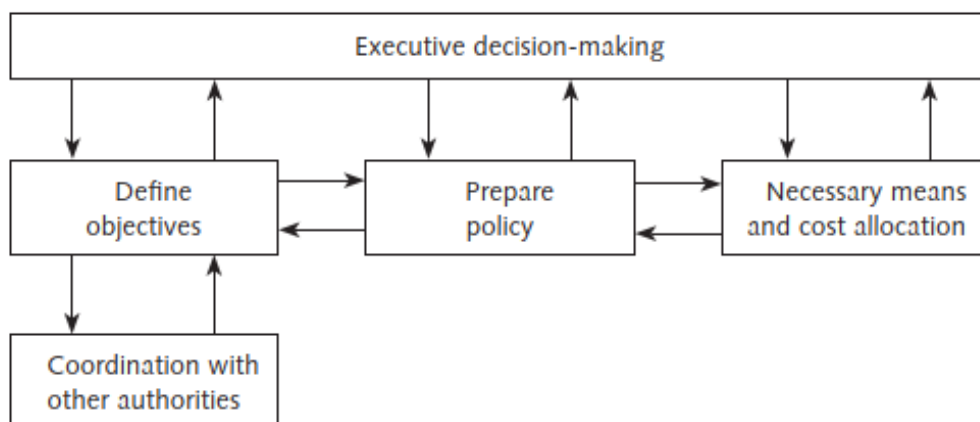 Executive decision-making
Define
objectives
Prepare
policy
Necessary means
and cost allocation
Coordination with
other authorities